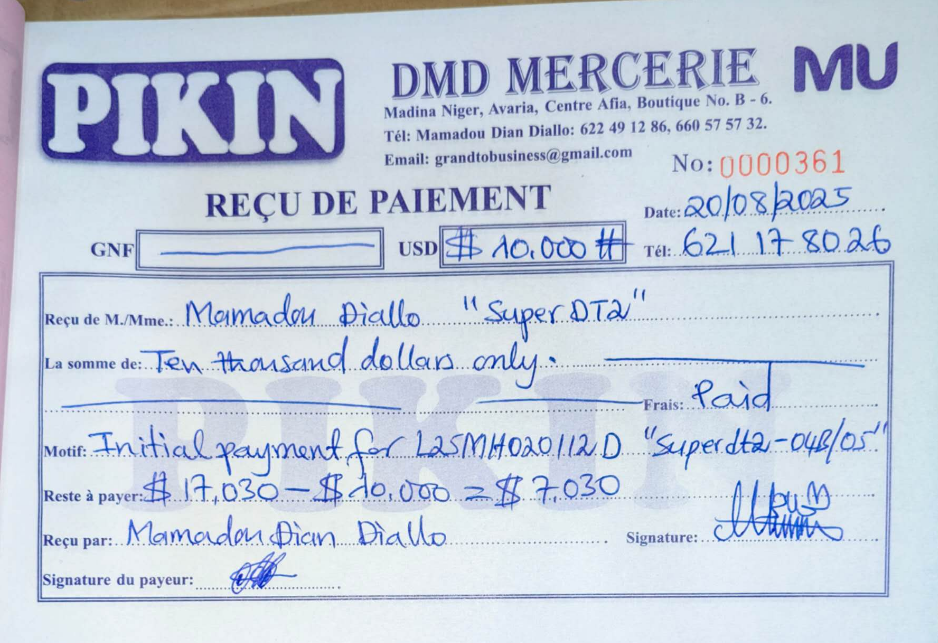 PIKIN
DMD MERCERIE
MU
Madina Niger, Avaria, Centre Afia, Boutique No. B - 6.
Tél: Mamadou Dian Diallo: 622 49 12 86, 660 57 57 32.
Email: grandtobusiness@gmail.com
No: 0000361
REÇU DE PAIEMENT
Date: 20/08/2025
GNF USD $ 10.000 # Tél: 621 17 80 26
Reçu de M./Mme.: Mamadou Diallo "Super DT2"
La somme de: Ten thousand dollars only.
Frais: Paid
PIKIN
Motif: Initial payment for L25MH020112D "Superdt2-04B/05"
Reste à payer: $ 17,030 - $ 10,000 = $ 7,030
Reçu par: Mamadou Dian Diallo Signature:
Signature du payeur: